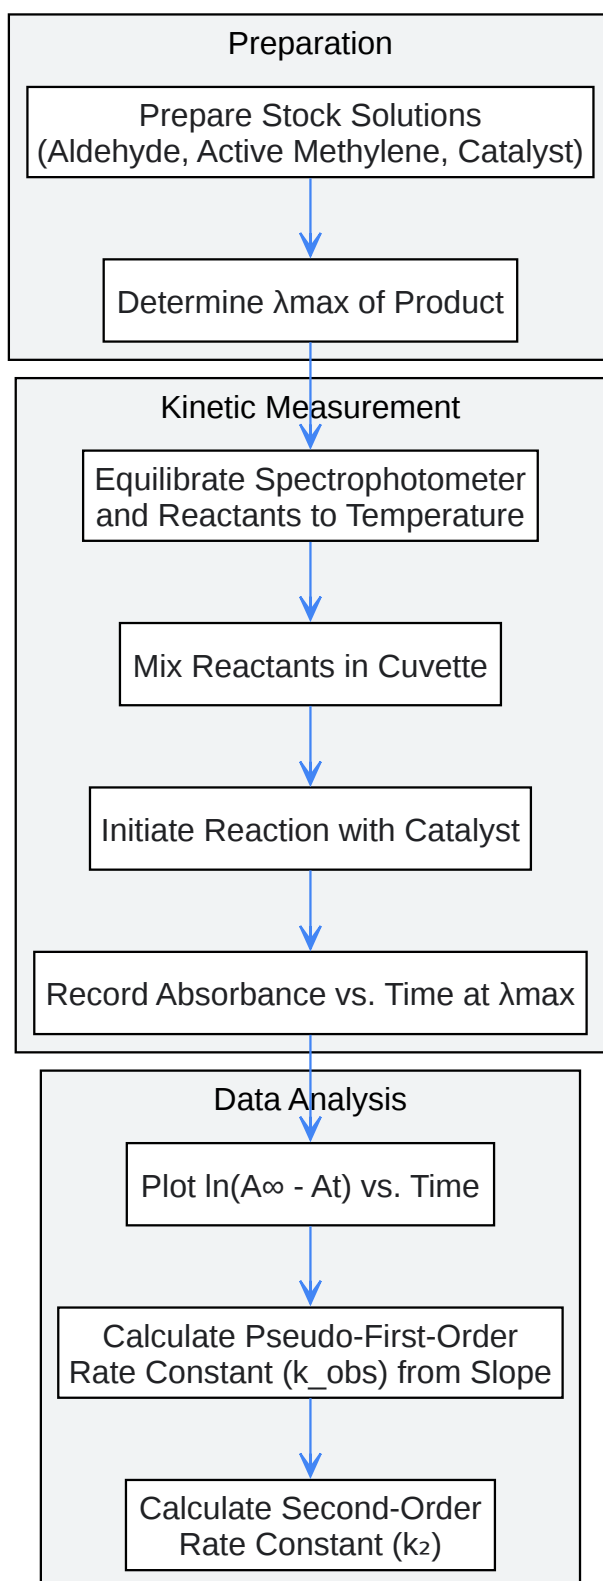 Preparation
Prepare Stock Solutions
(Aldehyde, Active Methylene, Catalyst)
Determine λmax of Product
Kinetic Measurement
Equilibrate Spectrophotometer
and Reactants to Temperature
Mix Reactants in Cuvette
Initiate Reaction with Catalyst
Record Absorbance vs. Time at λmax
Data Analysis
Plot ln(A∞ - At) vs. Time
Calculate Pseudo-First-Order
Rate Constant (k_obs) from Slope
Calculate Second-Order
Rate Constant (k₂)